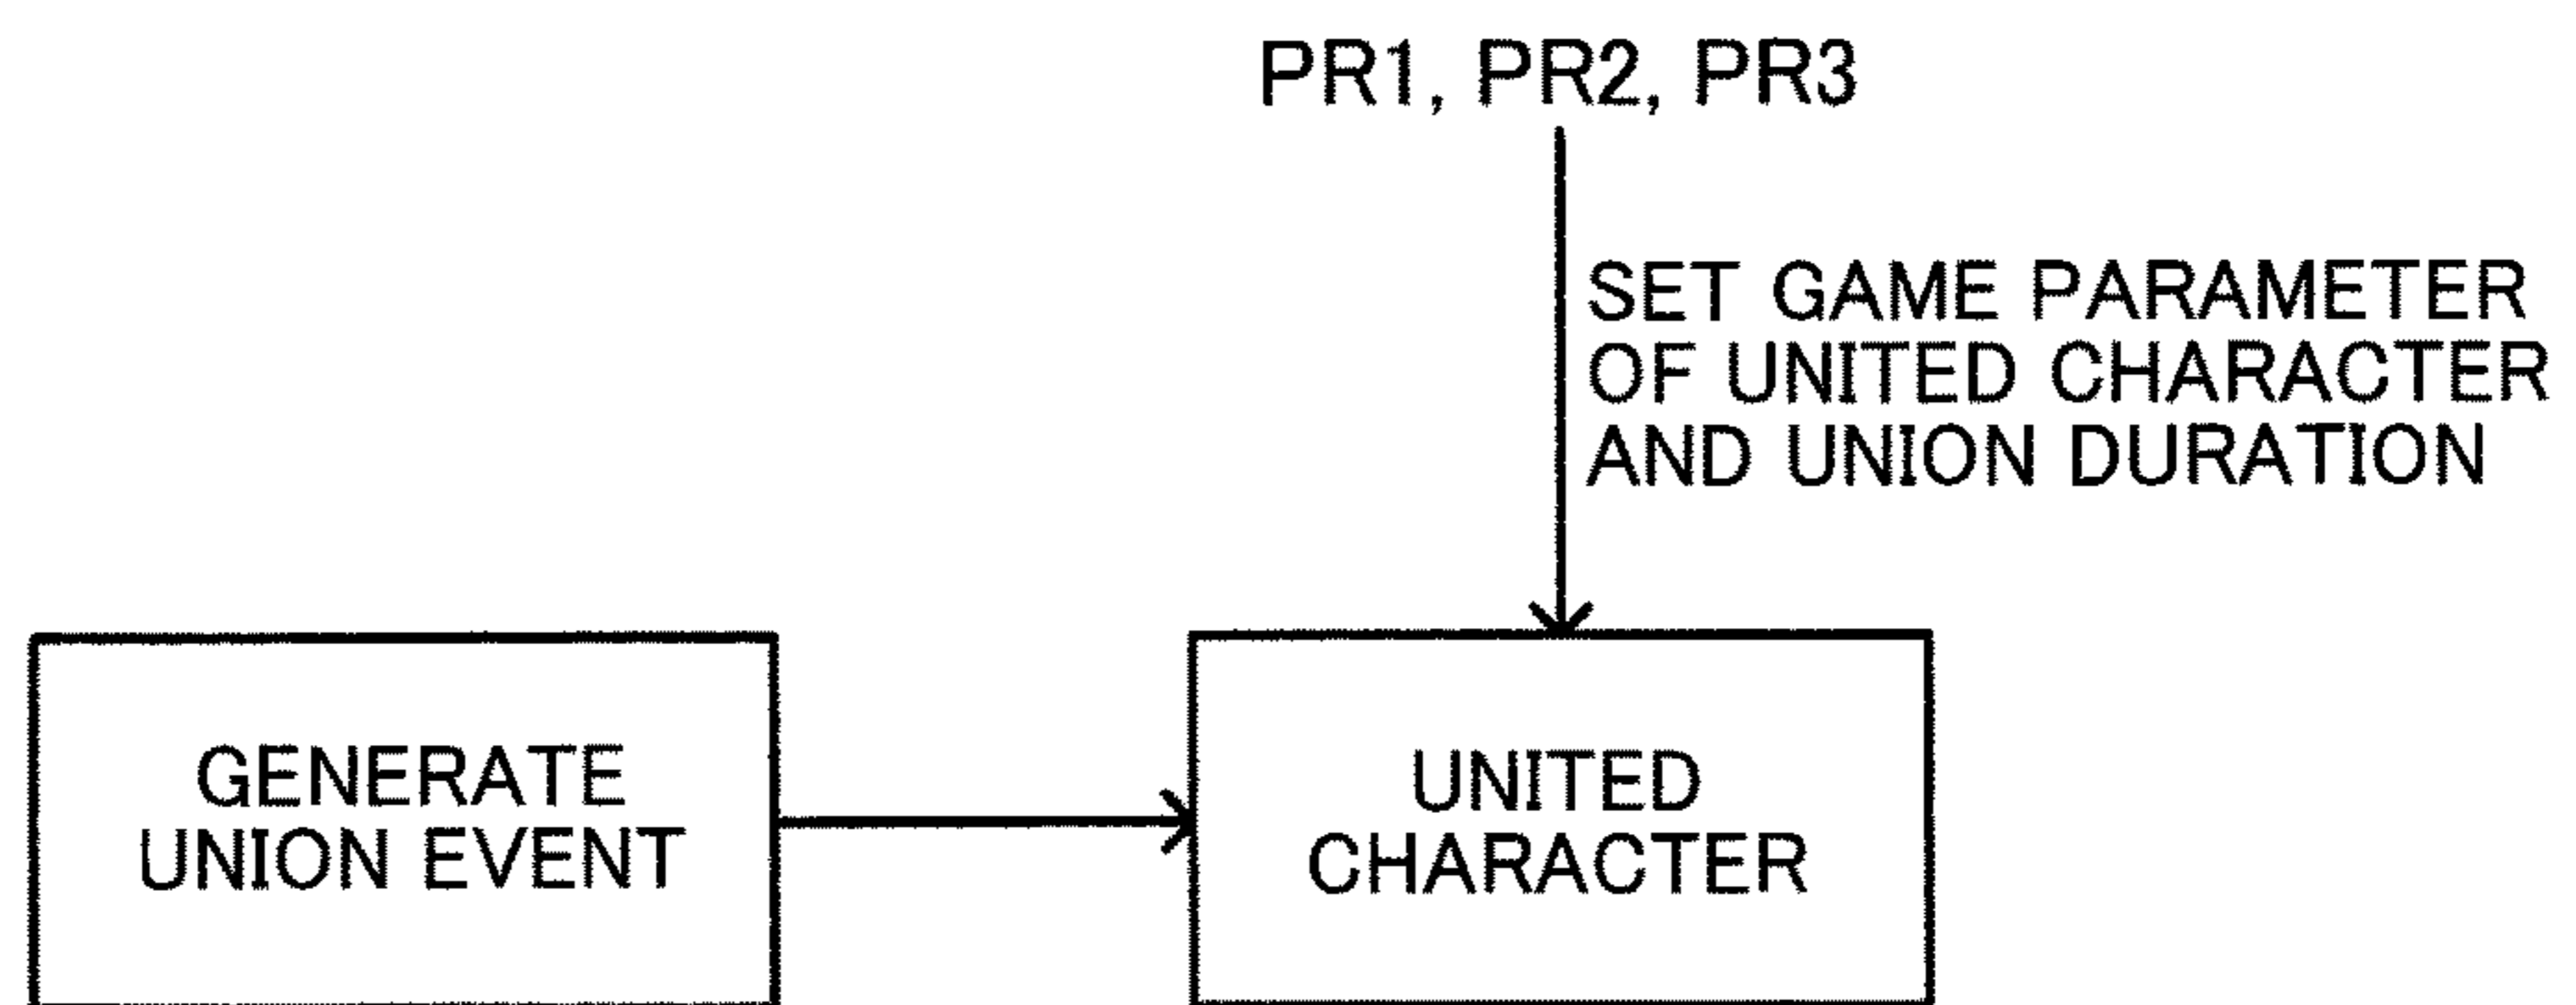 PR1, PR2, PR3
SET GAME PARAMETER
OF UNITED CHARACTER
AND UNION DURATION
GENERATE
UNION EVENT
UNITED
CHARACTER